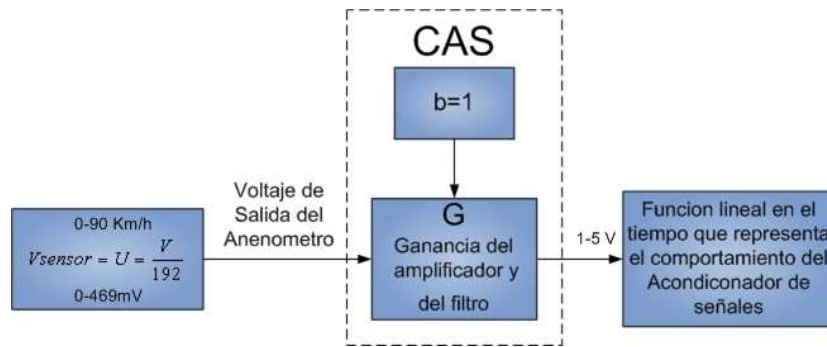 CAS
b=1
Voltaje de
Salida del
Anenometro
0-90 Km/h
Vsensor = U = V/192
0-469mV
G
Ganancia del
amplificador y
del filtro
1-5 V
Funcion lineal en el
tiempo que representa
el comportamiento del
Acondiconador de
señales